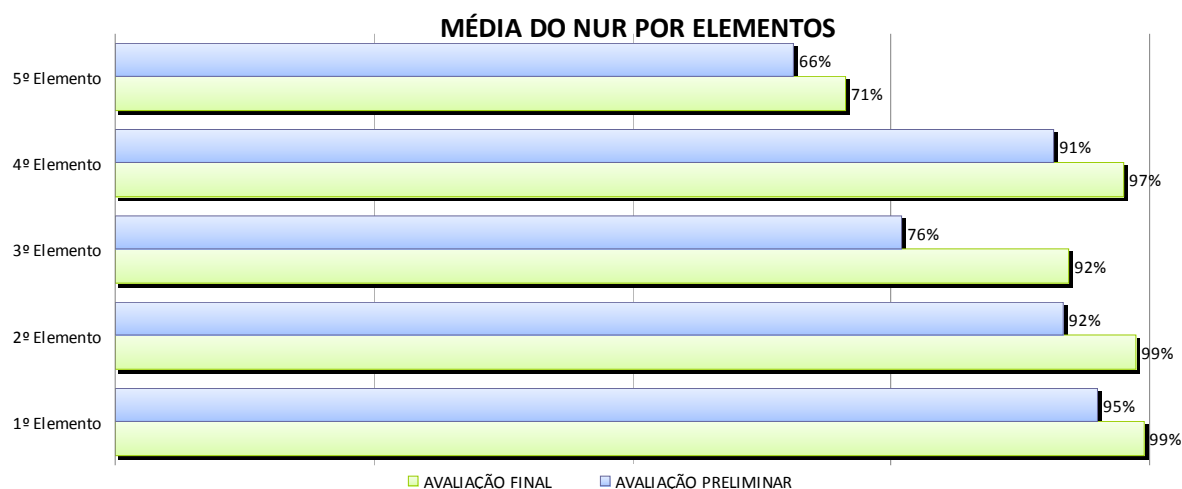 MÉDIA DO NUR POR ELEMENTOS
5º Elemento
66%
71%
4º Elemento
91%
97%
3º Elemento
76%
92%
2º Elemento
92%
99%
1º Elemento
95%
99%
AVALIAÇÃO FINAL AVALIAÇÃO PRELIMINAR